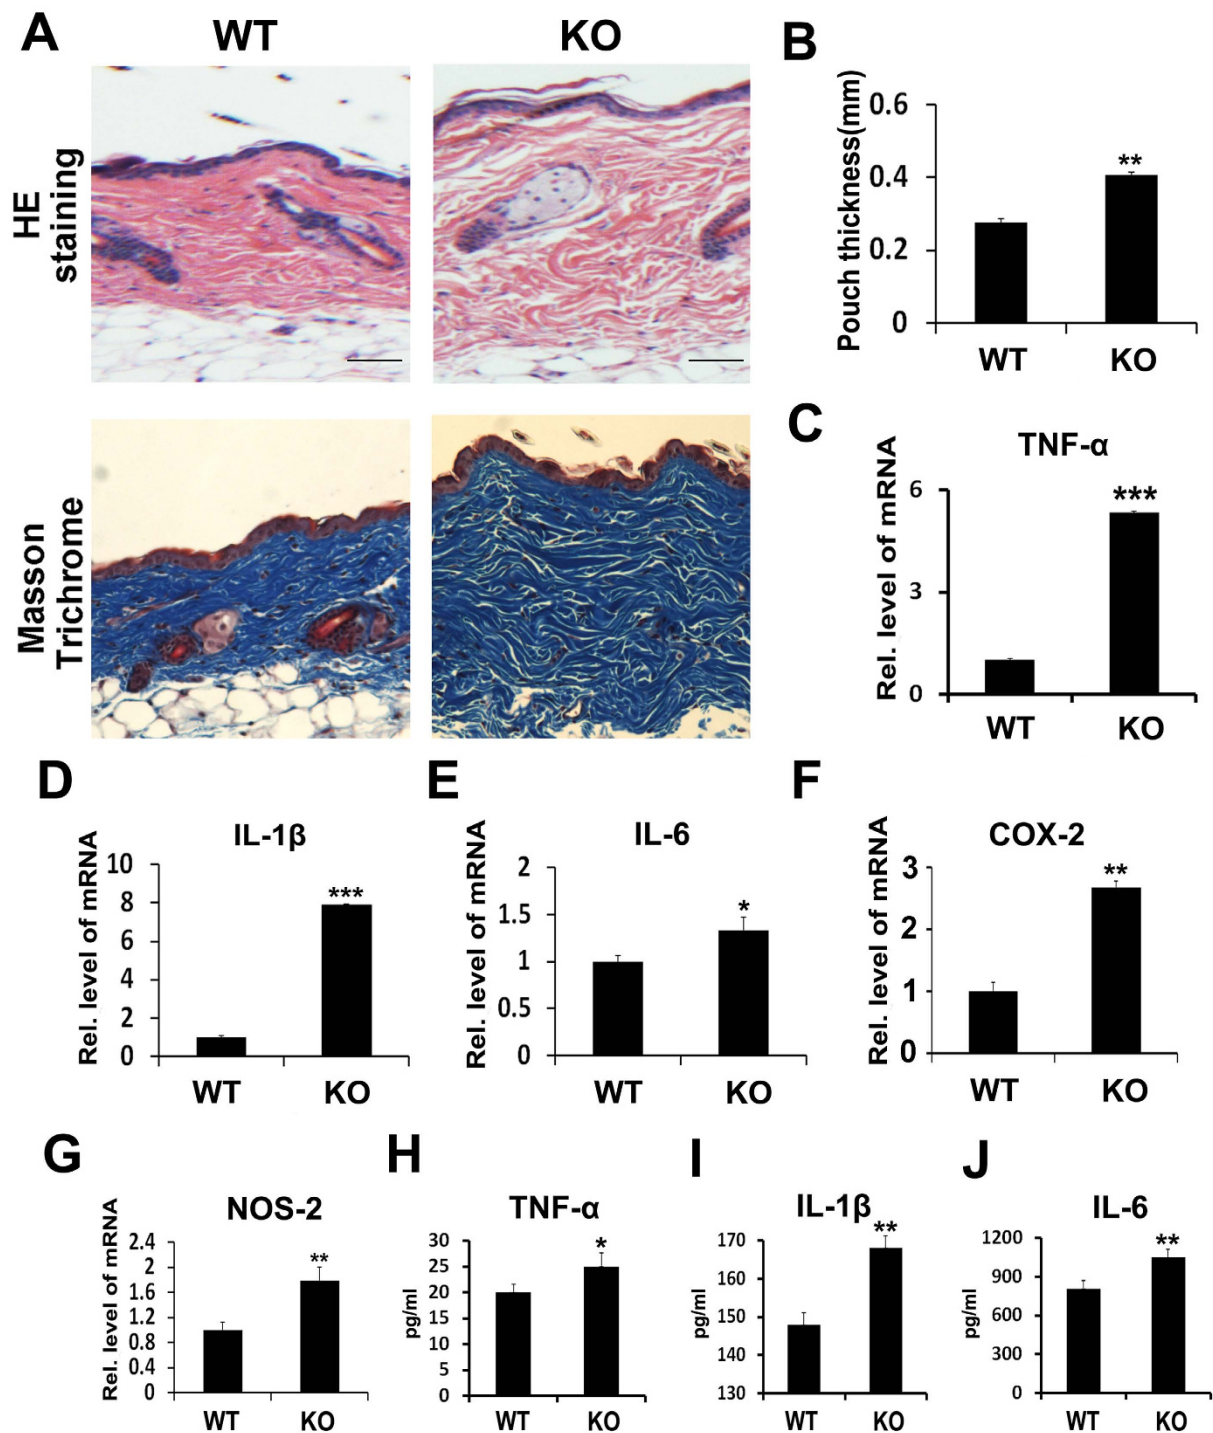 A
WT
KO
HE
staining
Masson
Trichrome
B
Pouch thickness(mm)
0.6
0.4
0.2
0
**
WT
KO
C
TNF-α
Rel. level of mRNA
6
3
0
***
WT
KO
D
IL-1β
Rel. level of mRNA
10
8
6
4
2
0
***
WT
KO
E
IL-6
Rel. level of mRNA
2
1.5
1
0.5
0
*
WT
KO
F
COX-2
Rel. level of mRNA
3
2
1
0
**
WT
KO
G
NOS-2
Rel. level of mRNA
2.4
2
1.6
1.2
0.8
0.4
0
**
WT
KO
H
TNF-α
pg/ml
30
25
20
15
10
5
0
*
WT
KO
I
IL-1β
pg/ml
170
160
150
140
130
**
WT
KO
J
IL-6
pg/ml
1200
900
600
300
0
**
WT
KO